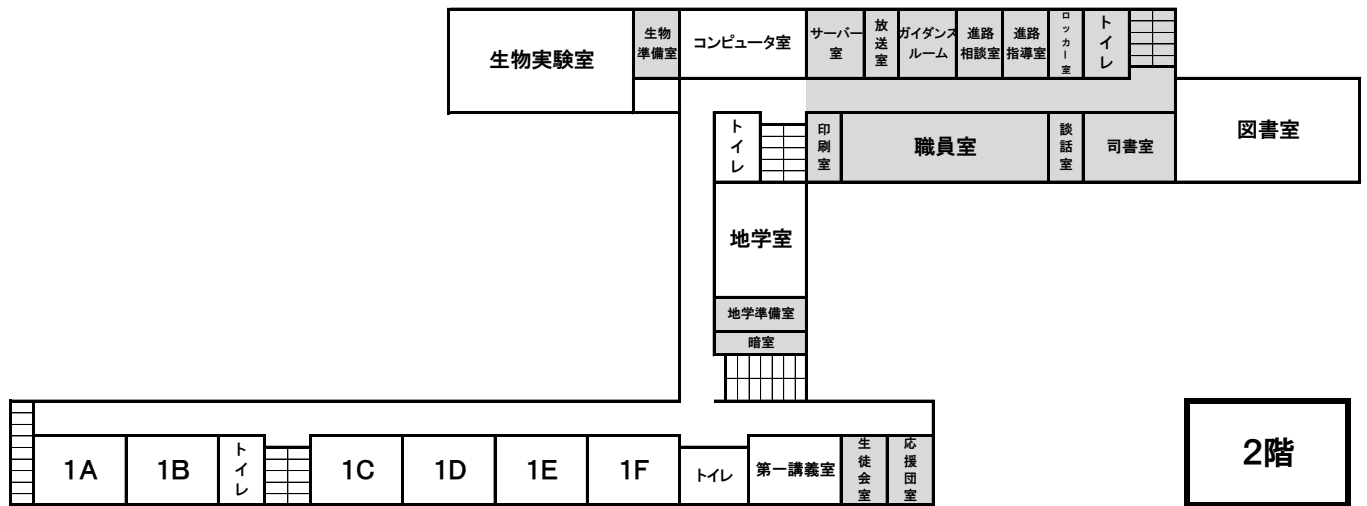 生物実験室
生物
準備室
コンピュータ室
サーバー
室
放送室
ガイダンス
ルーム
進路
相談室
進路
指導室
ロッカー室
トイレ
図書室
トイレ
印刷室
職員室
談話室
司書室
地学室
地学準備室
暗室
1A
1B
トイレ
1C
1D
1E
1F
トイレ
第一講義室
生徒会室
応援団室
2階